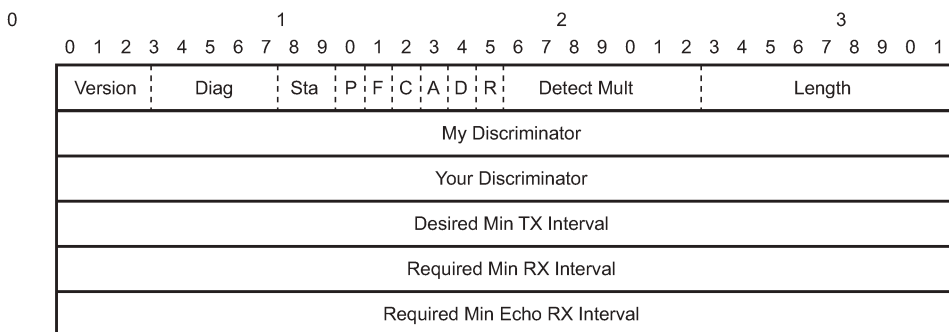 0 1 2 3
0 1 2 3 4 5 6 7 8 9 0 1 2 3 4 5 6 7 8 9 0 1 2 3 4 5 6 7 8 9 0 1
Version Diag Sta P F C A D R Detect Mult Length
My Discriminator
Your Discriminator
Desired Min TX Interval
Required Min RX Interval
Required Min Echo RX Interval